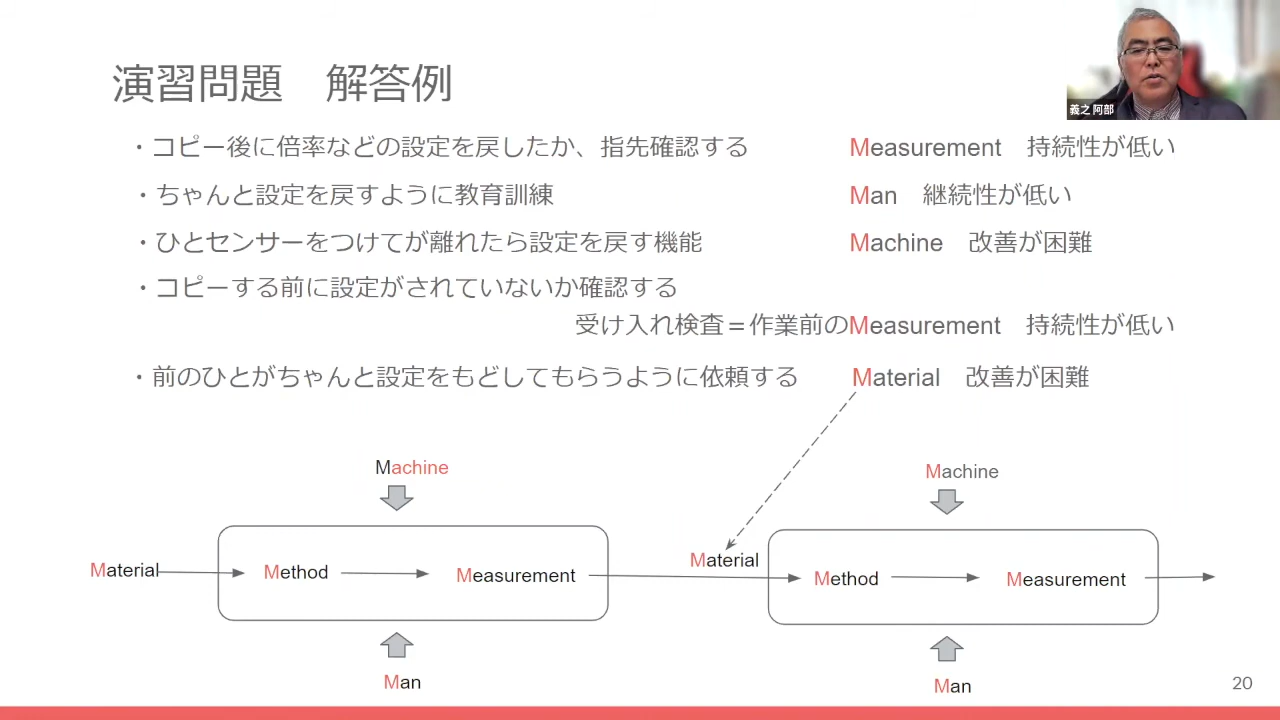 演習問題　解答例
義之 阿部
・コピー後に倍率などの設定を戻したか、指先確認する　Measurement　持続性が低い
・ちゃんと設定を戻すように教育訓練　Man　継続性が低い
・ひとセンサーをつけてが離れたら設定を戻す機能　Machine　改善が困難
・コピーする前に設定がされていないか確認する
受け入れ検査＝作業前のMeasurement　持続性が低い
・前のひとがちゃんと設定をもどしてもらうように依頼する　Material　改善が困難
Machine
Material
Method
Measurement
Man
Machine
Material
Method
Measurement
Man
20